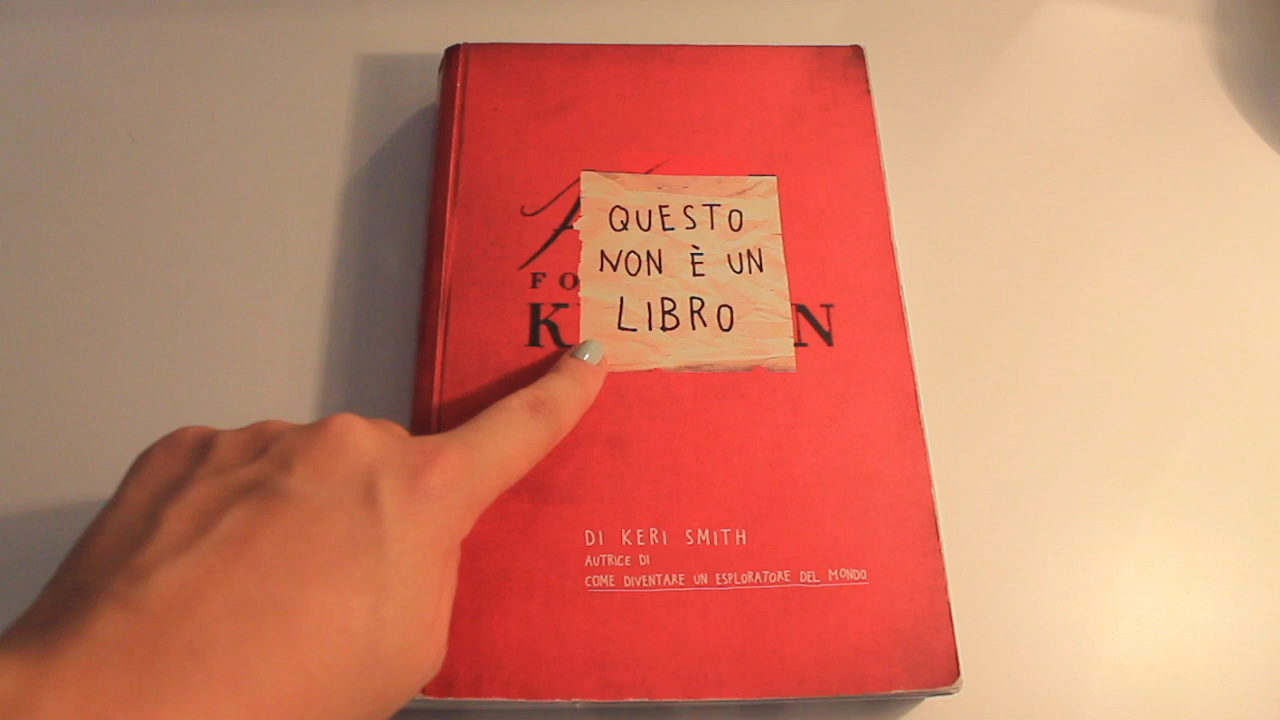 QUESTO
NON È UN
LIBRO
DI KERI SMITH
AUTRICE DI
COME DIVENTARE UN ESPLORATORE DEL MONDO